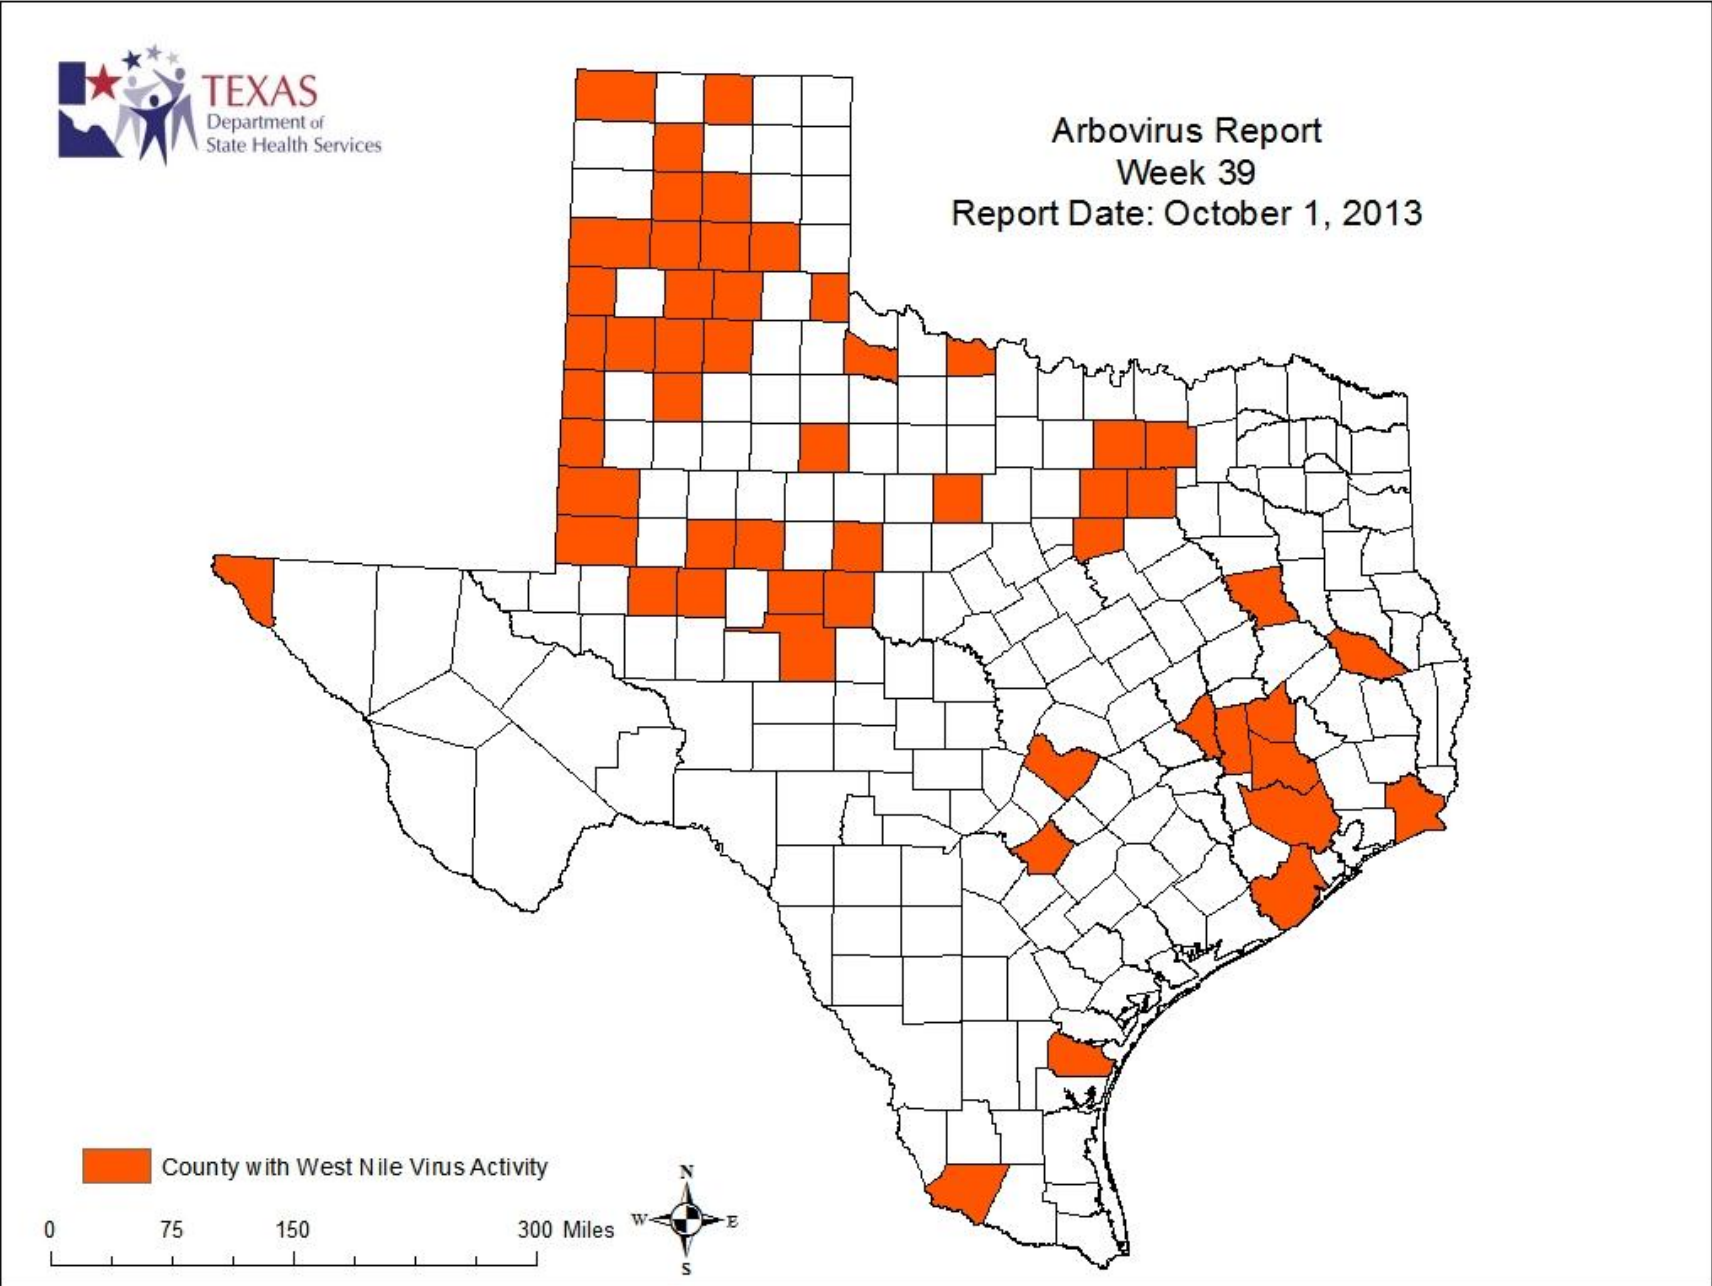 TEXAS
Department of
State Health Services
Arbovirus Report
Week 39
Report Date: October 1, 2013
County with West Nile Virus Activity
0 75 150 300 Miles
N
W E
S